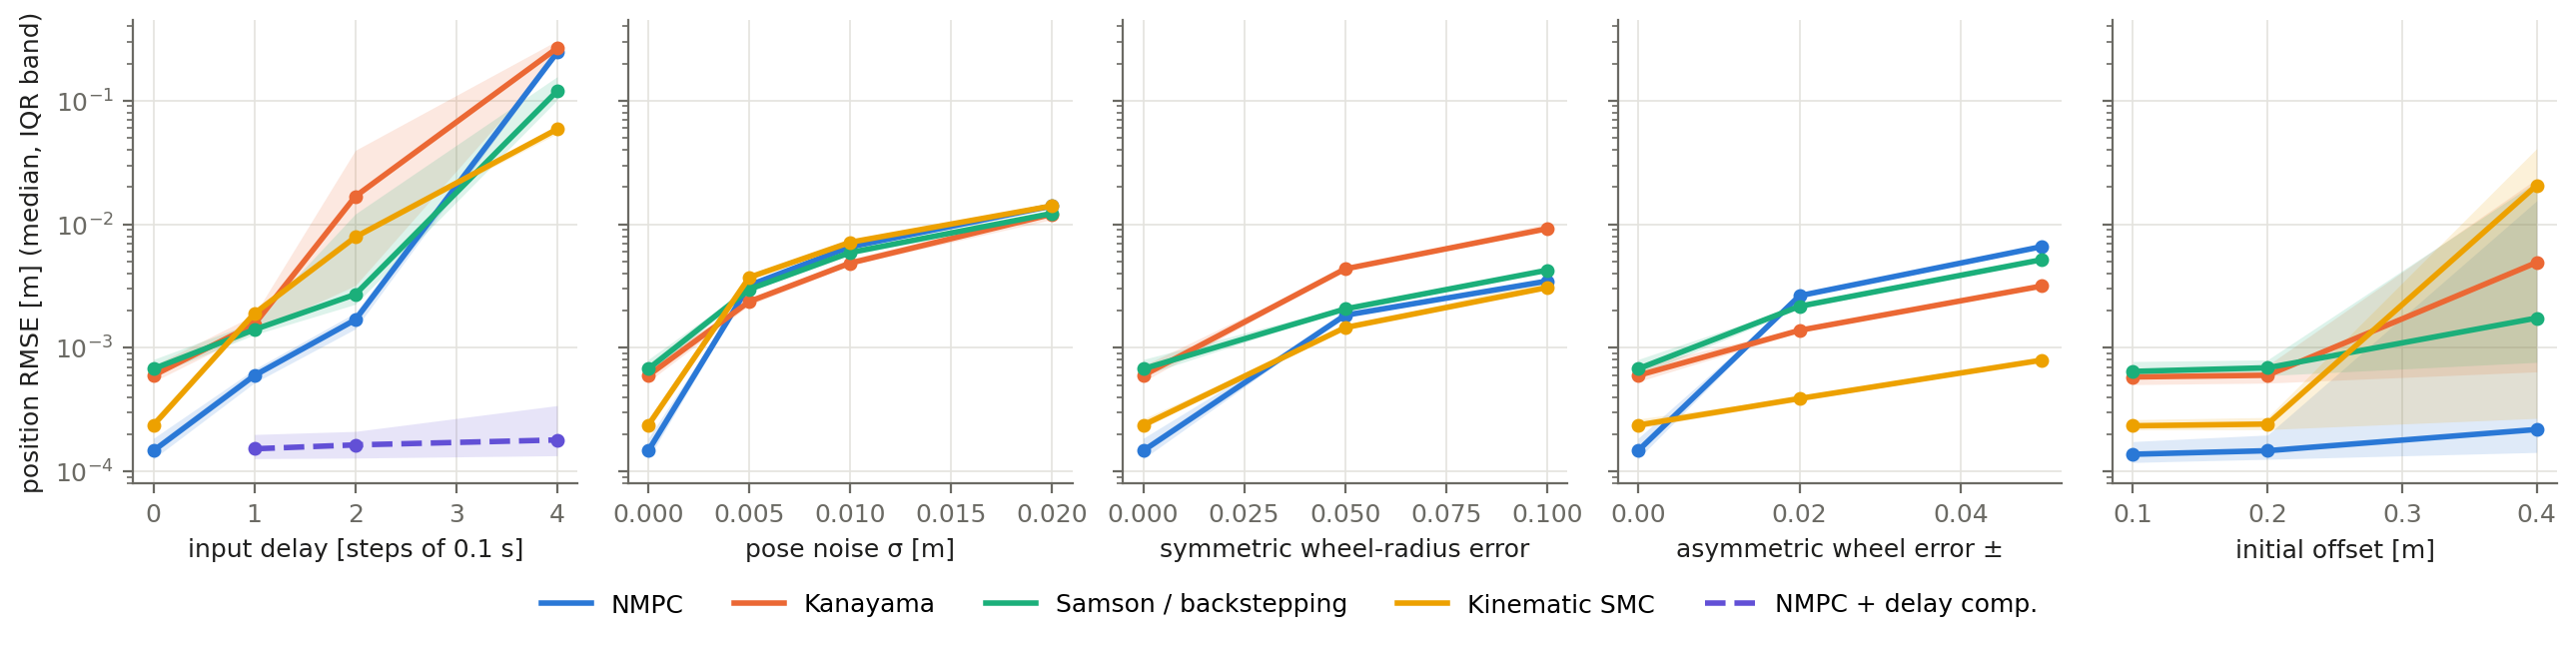 position RMSE [m] (median, IQR band)
10⁻¹
10⁻²
10⁻³
10⁻⁴
0 1 2 3 4
0.000 0.005 0.010 0.015 0.020
0.000 0.025 0.050 0.075 0.100
0.00 0.02 0.04
0.1 0.2 0.3 0.4
input delay [steps of 0.1 s]
pose noise σ [m]
symmetric wheel-radius error
asymmetric wheel error ±
initial offset [m]
NMPC Kanayama Samson / backstepping Kinematic SMC NMPC + delay comp.